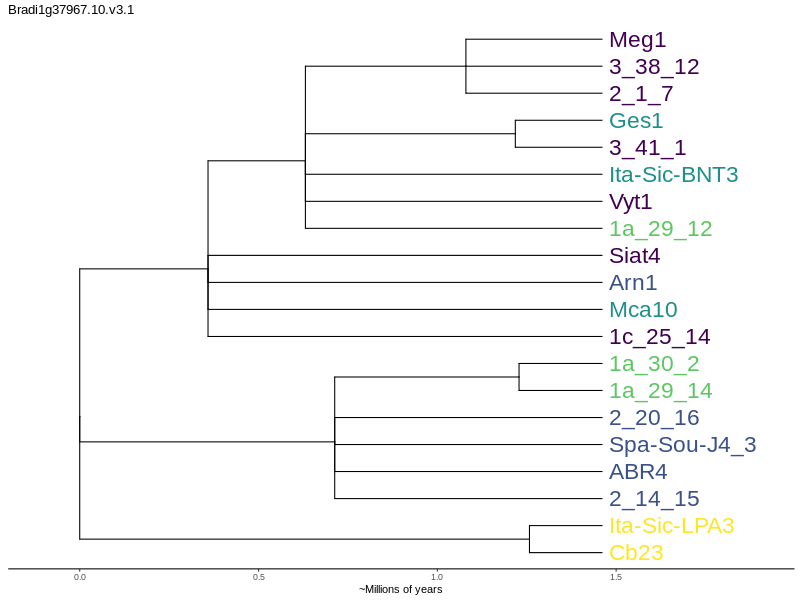 Bradi1g37967.10.v3.1
Meg1
3_38_12
2_1_7
Ges1
3_41_1
Ita-Sic-BNT3
Vyt1
1a_29_12
Siat4
Arn1
Mca10
1c_25_14
1a_30_2
1a_29_14
2_20_16
Spa-Sou-J4_3
ABR4
2_14_15
Ita-Sic-LPA3
Cb23
0.0 0.5 1.0 1.5
~Millions of years